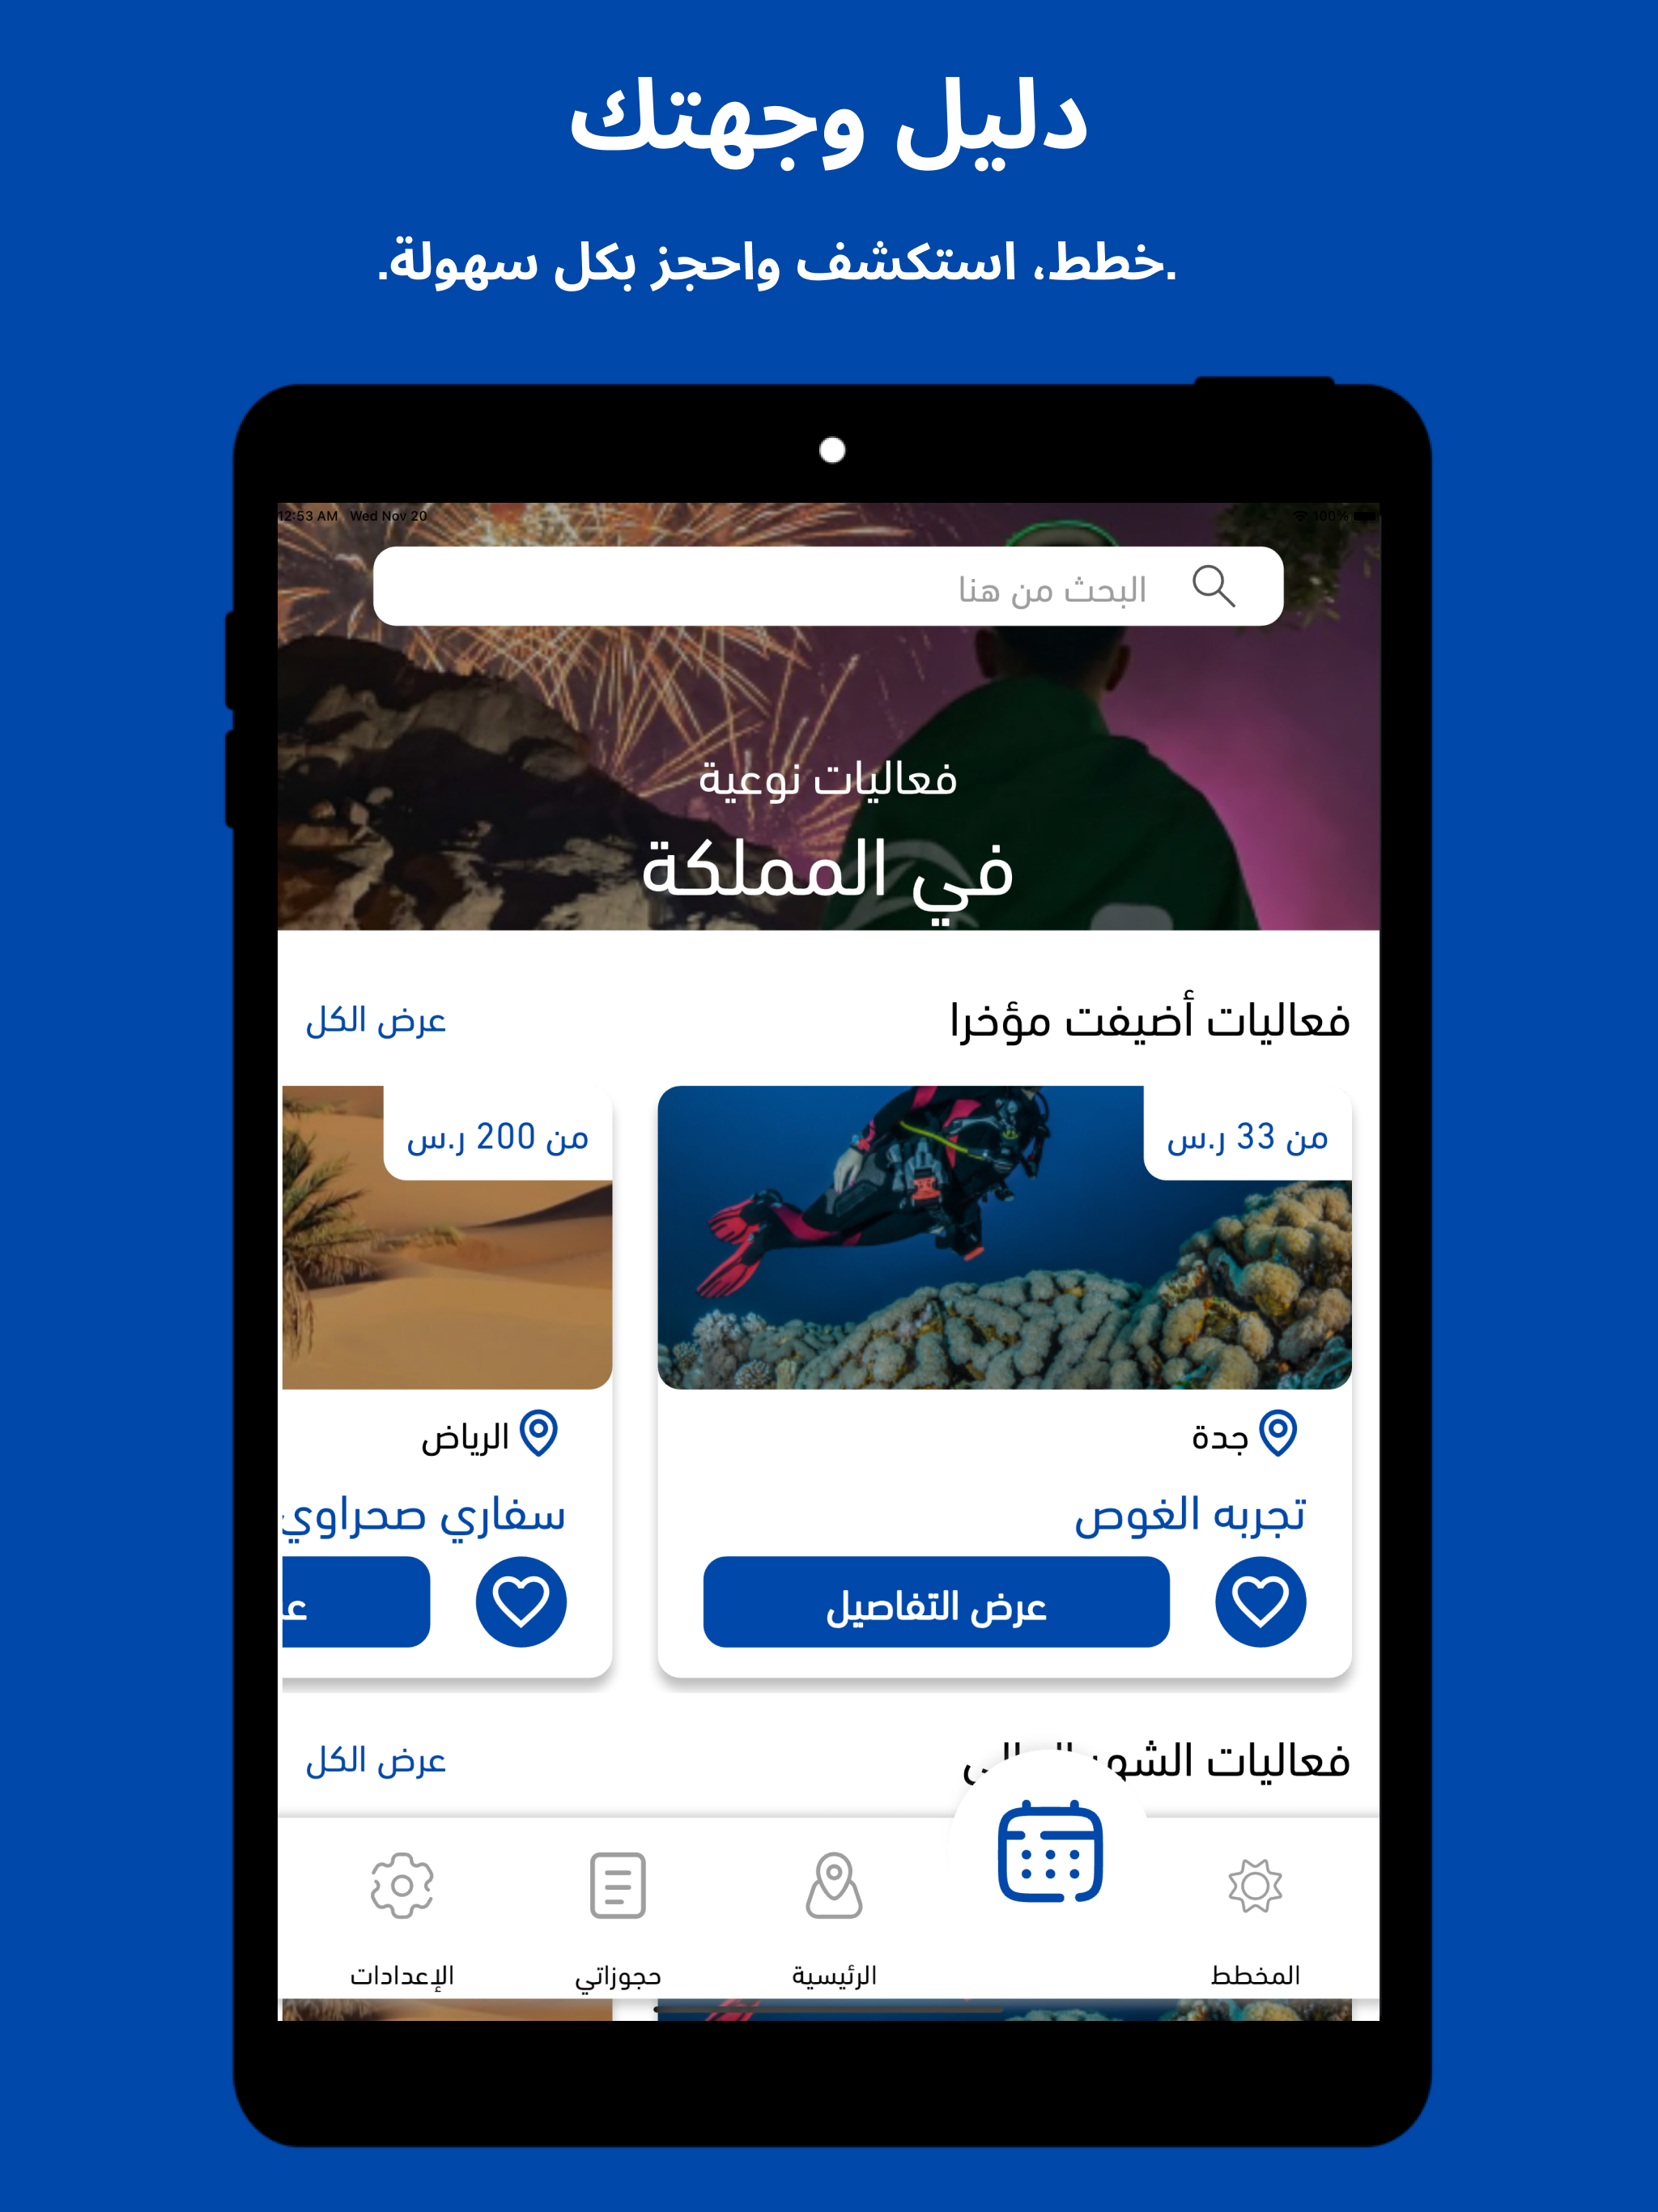 دليل وجهتك
.خطط، استكشف واحجز بكل سهولة.
12:53 AM Wed Nov 20
100%
البحث من هنا
فعاليات نوعية
في المملكة
فعاليات أضيفت مؤخرا
عرض الكل
من 33 ر.س
من 200 ر.س
جدة
الرياض
تجربه الغوص
سفاري صحراوي
عرض التفاصيل
ع
فعاليات الشهر
عرض الكل
المخطط
الرئيسية
حجوزاتي
الإعدادات